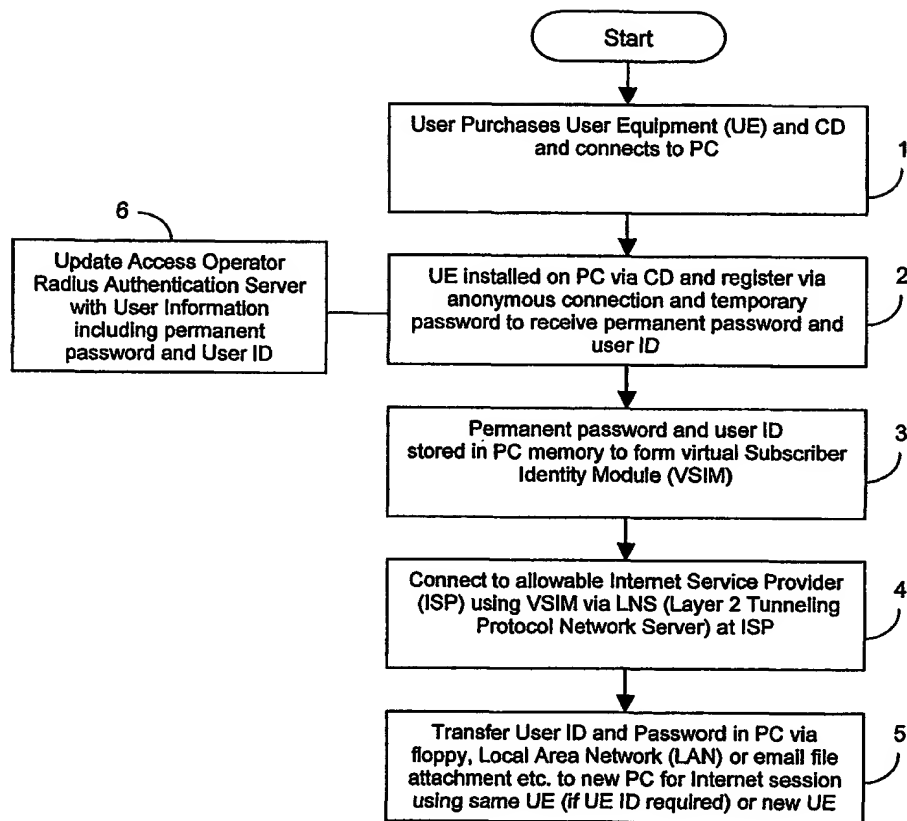 Start
User Purchases User Equipment (UE) and CD
and connects to PC
1
6
Update Access Operator
Radius Authentication Server
with User Information
including permanent
password and User ID
UE installed on PC via CD and register via
anonymous connection and temporary
password to receive permanent password and
user ID
2
Permanent password and user ID
stored in PC memory to form virtual Subscriber
Identity Module (VSIM)
3
Connect to allowable Internet Service Provider
(ISP) using VSIM via LNS (Layer 2 Tunneling
Protocol Network Server) at ISP
4
Transfer User ID and Password in PC via
floppy, Local Area Network (LAN) or email file
attachment etc. to new PC for Internet session
using same UE (if UE ID required) or new UE
5